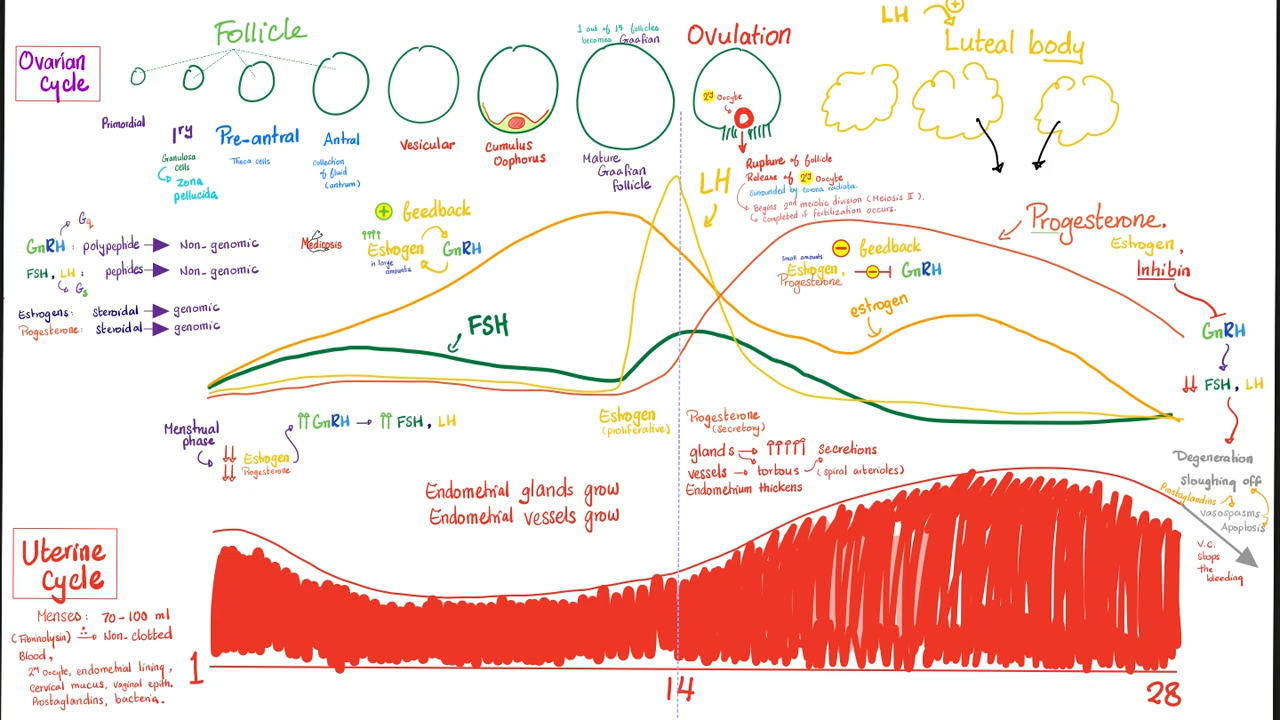 Ovarian
Cycle
Follicle
Primordial
1ry
Granulosa
cells
Zona
pellucida
Pre-antral
Theca cells
Antral
collection
of fluid
(antrum)
Vesicular
Cumulus
Oophorus
1 out of 15 follicles
becomes Graafian
Mature
Graafian
follicle
Ovulation
2ry Oocyte
Rupture of follicle
Release of 2ry Oocyte
Surrounded by corona radiata.
Begins 2nd meiotic division (Meiosis II).
Completed if fertilization occurs.
LH +
Luteal body
Gq
GnRH : polypeptide Non-genomic
FSH, LH : peptides Non-genomic
Gs
Estrogens: steroidal genomic
Progesterone: steroidal genomic
Medicosis
+ feedback
↑↑↑↑
Estrogen GnRH
in large
amounts
FSH
LH
− feedback
Small amounts
Estrogen,
Progesterone − GnRH
estrogen
Progesterone.
Estrogen,
Inhibin
GnRH
↓↓ FSH, LH
Degeneration
sloughing off
Prostaglandins
vasospasms
Apoptosis
V.C.
stops
the
bleeding
Menstrual
phase
↓↓ Estrogen
↓↓ Progesterone
↑↑ GnRH → ↑↑ FSH, LH
Estrogen
(proliferative)
Progesterone
(secretory)
glands → ↑↑↑↑↑ secretions
vessels → tortous (spiral arterioles)
Endometrium thickens
Endometrial glands grow
Endometrial vessels grow
Uterine
Cycle
Menses: 70-100 ml
(Fibrinolysin) ∴→ Non-clotted
Blood,
2ry Oocyte, endometrial lining,
cervical mucus, vaginal epith.
Prostaglandins, bacteria.
1
14
28